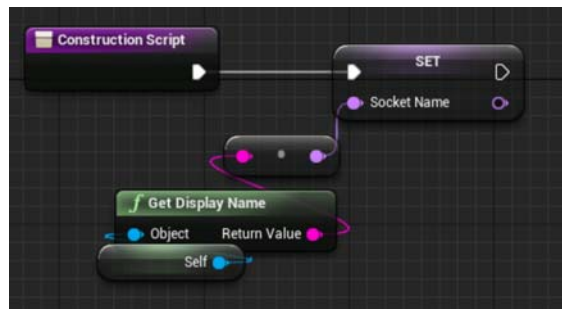 Construction Script
SET
Socket Name
f Get Display Name
Object Return Value
Self